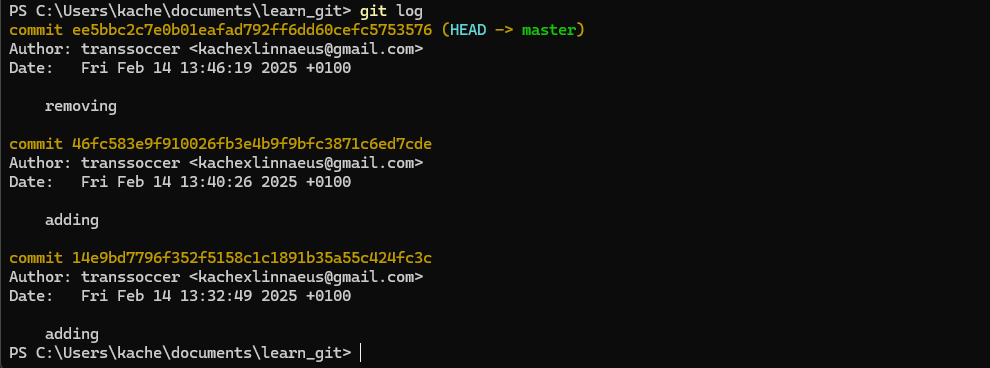 PS C:\Users\kache\documents\learn_git> git log
commit ee5bbc2c7e0b01eafad792ff6dd60cefc5753576 (HEAD -> master)
Author: transsoccer <kachexlinnaeus@gmail.com>
Date:   Fri Feb 14 13:46:19 2025 +0100
    removing
commit 46fc583e9f910026fb3e4b9f9bfc3871c6ed7cde
Author: transsoccer <kachexlinnaeus@gmail.com>
Date:   Fri Feb 14 13:40:26 2025 +0100
    adding
commit 14e9bd7796f352f5158c1c1891b35a55c424fc3c
Author: transsoccer <kachexlinnaeus@gmail.com>
Date:   Fri Feb 14 13:32:49 2025 +0100
    adding
PS C:\Users\kache\documents\learn_git>